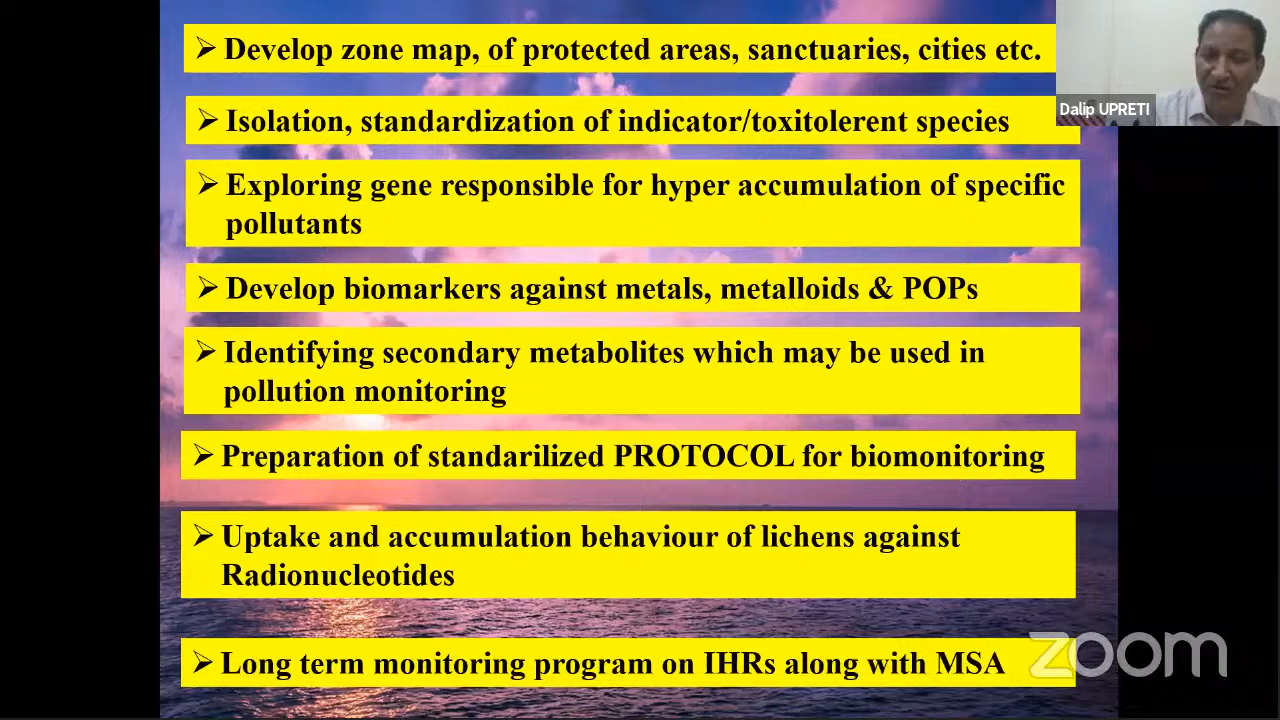 ➢ Develop zone map, of protected areas, sanctuaries, cities etc.
Dalip UPRETI
➢ Isolation, standardization of indicator/toxitolerent species
➢ Exploring gene responsible for hyper accumulation of specific
pollutants
➢ Develop biomarkers against metals, metalloids & POPs
➢ Identifying secondary metabolites which may be used in
pollution monitoring
➢ Preparation of standarilized PROTOCOL for biomonitoring
➢ Uptake and accumulation behaviour of lichens against
Radionucleotides
➢ Long term monitoring program on IHRs along with MSA
zoom